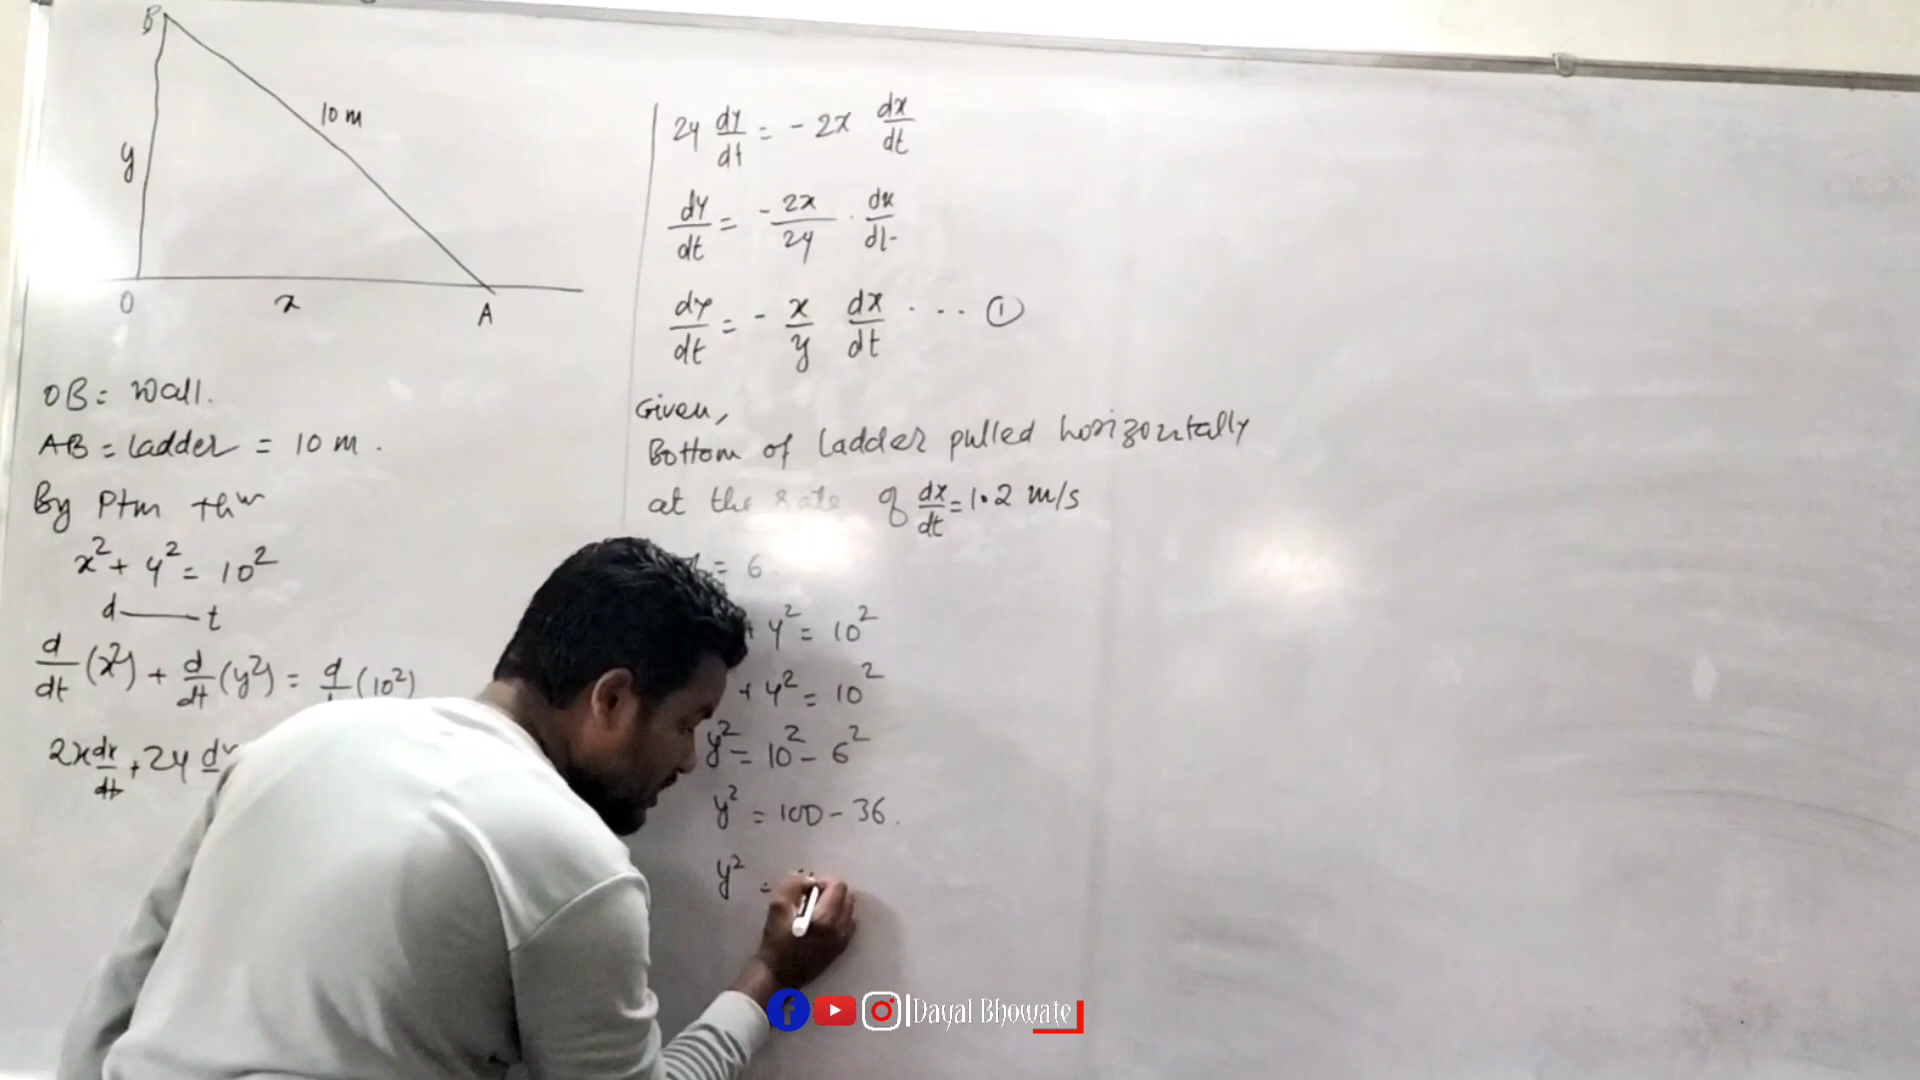 B
10 m
y
O
x
A
OB = Wall.
AB = Ladder = 10 m.
By Ptm thm
x² + y² = 10²
d — t
d/dt (x²) + d/dt (y²) = d/ (10²)
2x dx/dt + 2y dy
2y dy/dt = - 2x dx/dt
dy/dt = - 2x/2y . dx/dt
dy/dt = - x/y dx/dt . ... ①
Given,
Bottom of Ladder pulled horizontally
at the rate of dx/dt = 1.2 m/s
x = 6
+ y² = 10²
+ y² = 10²
y² = 10² - 6²
y² = 100 - 36.
y² =
Dayal Bhowate